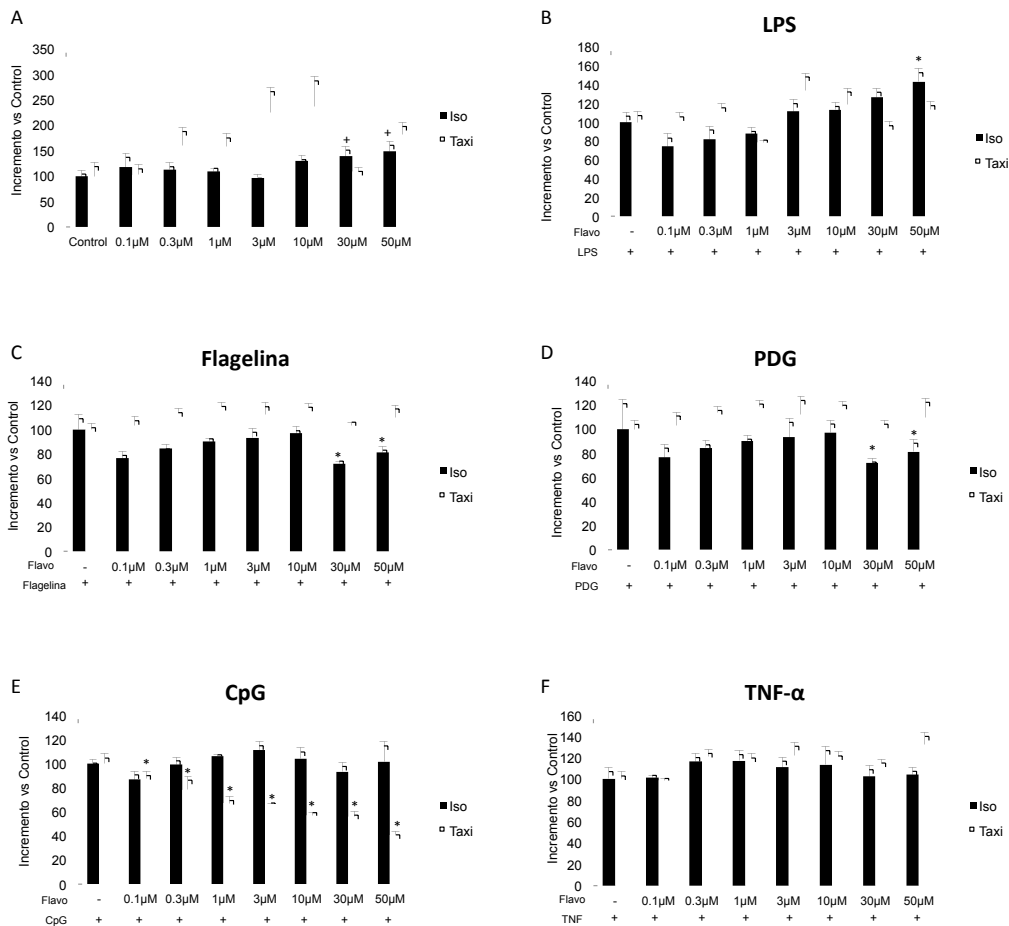 A
350
300
250
200
150
100
50
0
Incremento vs Control
+ +
Control 0.1µM 0.3µM 1µM 3µM 10µM 30µM 50µM
Iso
Taxi
B
LPS
180
160
140
120
100
80
60
40
20
0
Incremento vs Control
*
Flavo - 0.1µM 0.3µM 1µM 3µM 10µM 30µM 50µM
LPS + + + + + + + +
Iso
Taxi
C
Flagelina
140
120
100
80
60
40
20
0
Incremento vs Control
* *
Flavo - 0.1µM 0.3µM 1µM 3µM 10µM 30µM 50µM
Flagelina + + + + + + + +
Iso
Taxi
D
PDG
140
120
100
80
60
40
20
0
Incremento vs Control
* *
Flavo - 0.1µM 0.3µM 1µM 3µM 10µM 30µM 50µM
PDG + + + + + + + +
Iso
Taxi
E
CpG
140
120
100
80
60
40
20
0
Incremento vs Control
* * * * * * *
Flavo - 0.1µM 0.3µM 1µM 3µM 10µM 30µM 50µM
CpG + + + + + + + +
Iso
Taxi
F
TNF-α
160
140
120
100
80
60
40
20
0
Incremento vs Control
Flavo - 0.1µM 0.3µM 1µM 3µM 10µM 30µM 50µM
TNF + + + + + + + +
Iso
Taxi